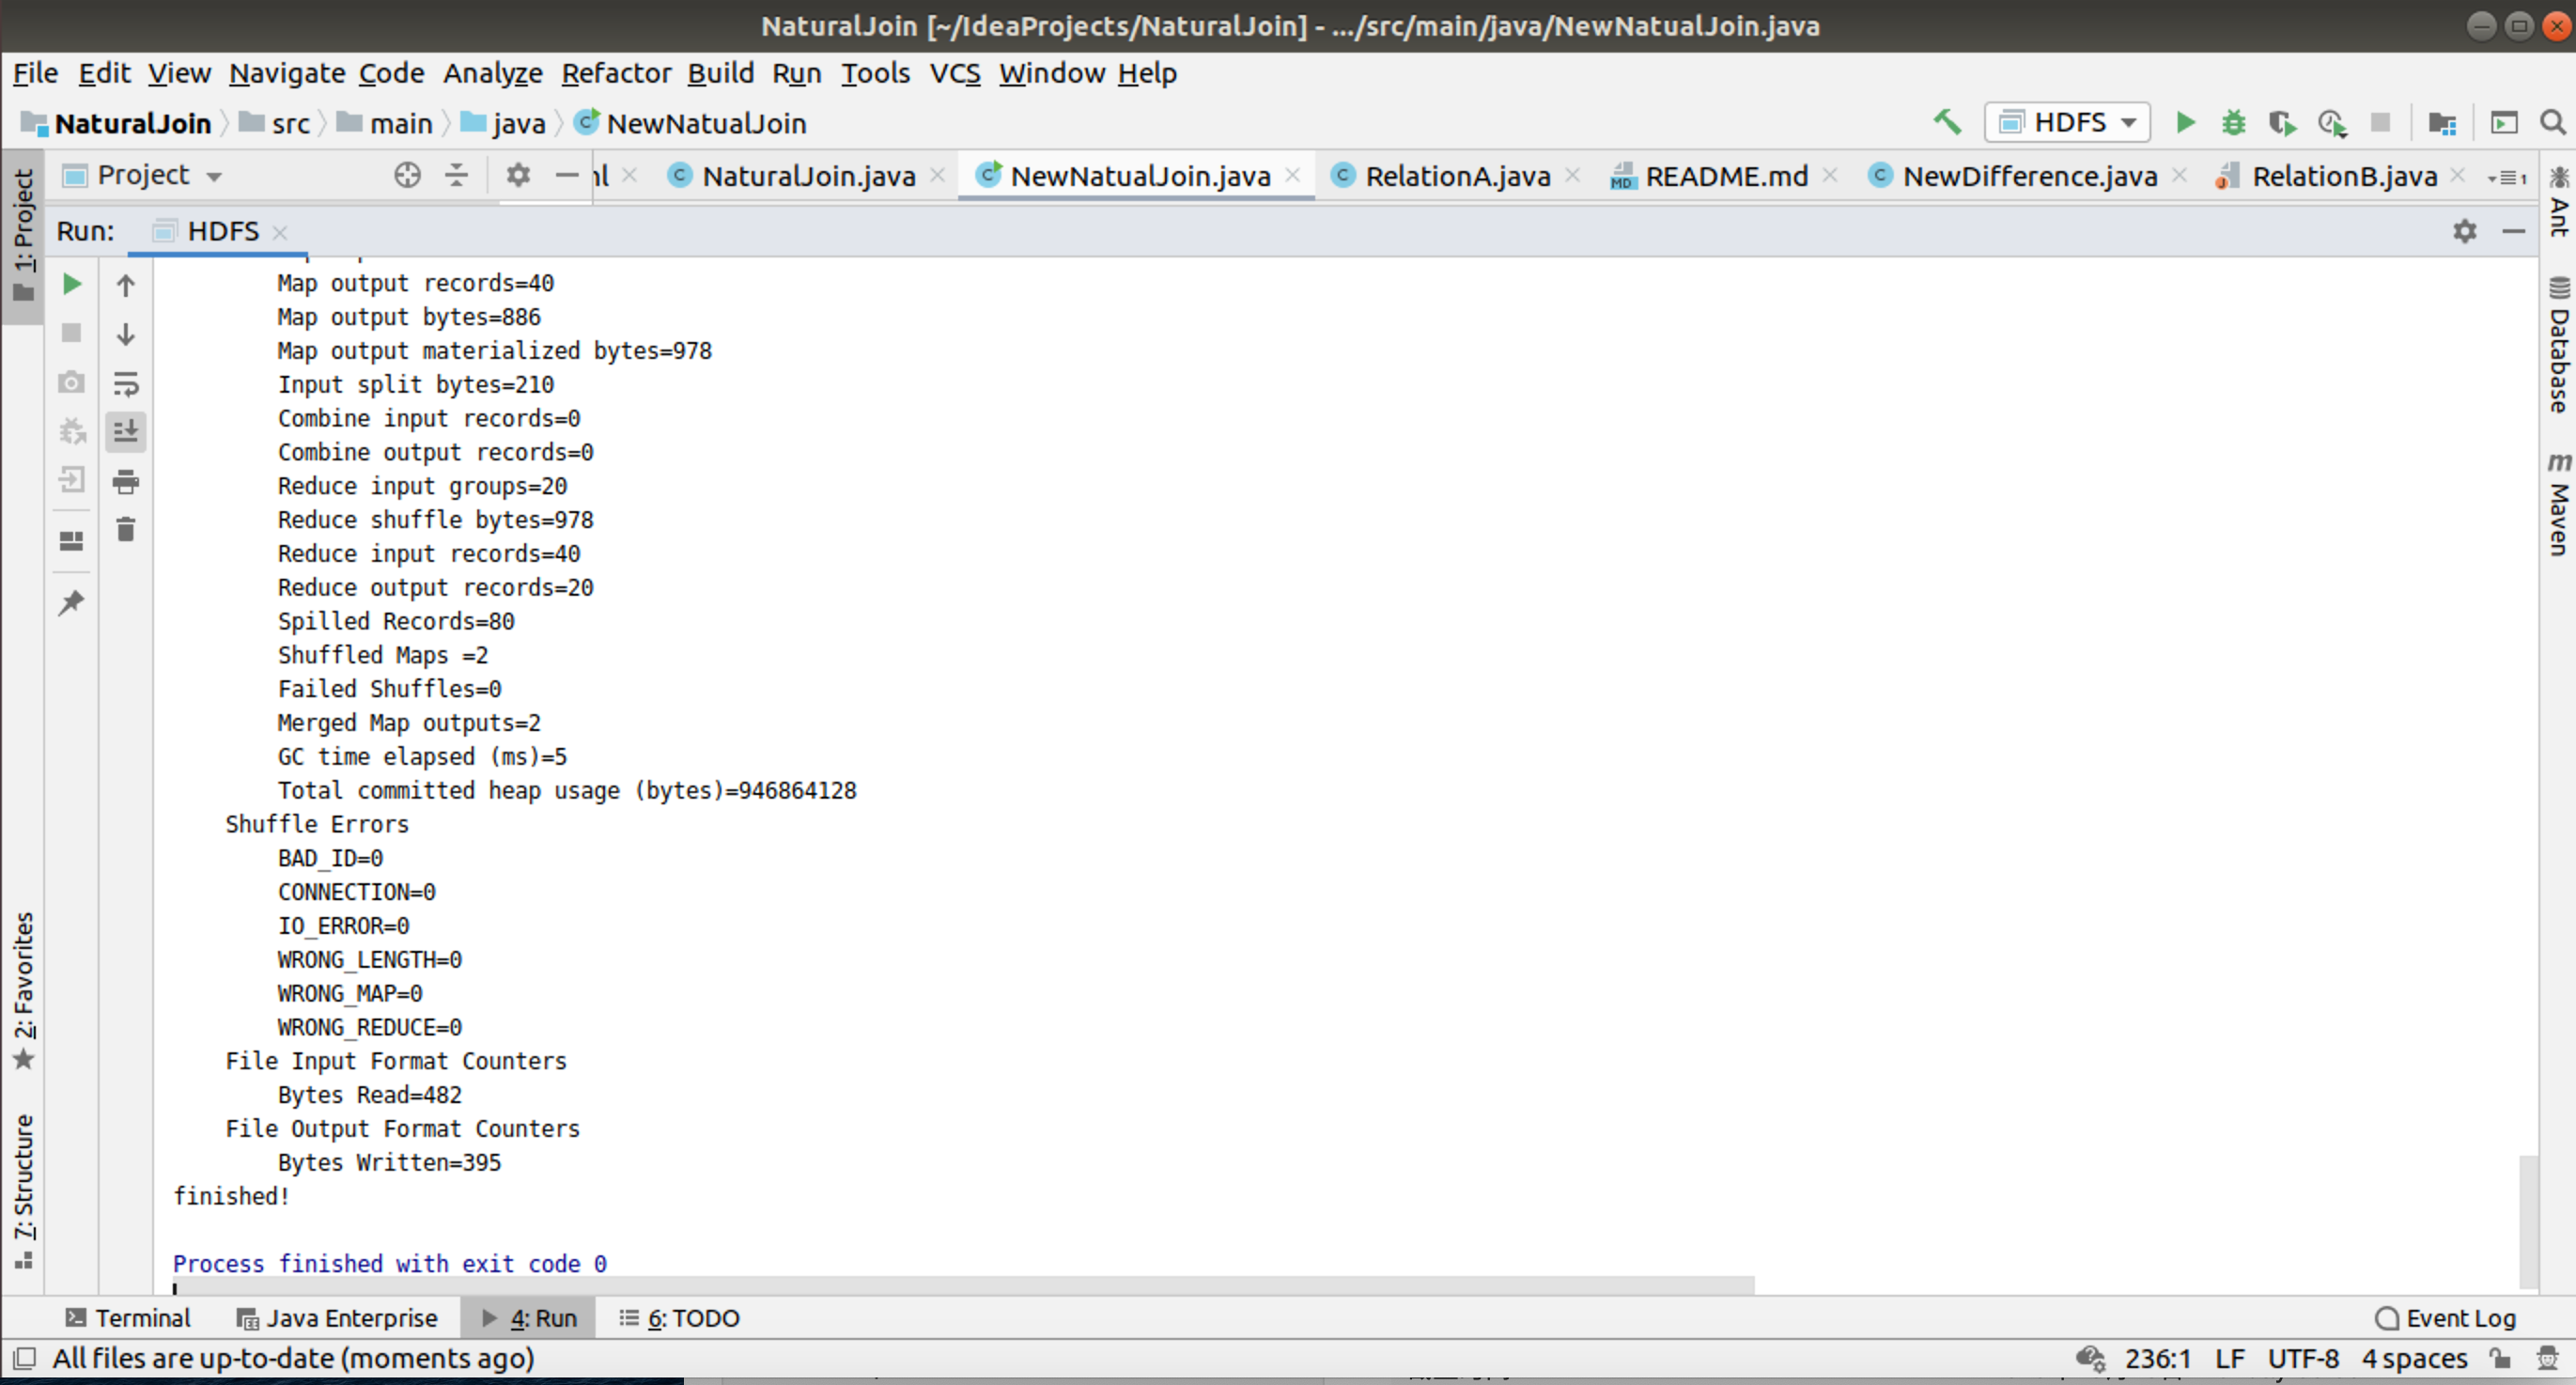 NaturalJoin [~/IdeaProjects/NaturalJoin] - .../src/main/java/NewNatualJoin.java
File Edit View Navigate Code Analyze Refactor Build Run Tools VCS Window Help
NaturalJoin src main java NewNatualJoin HDFS
Project NaturalJoin.java NewNatualJoin.java RelationA.java README.md NewDifference.java RelationB.java
Run: HDFS
Map output records=40
Map output bytes=886
Map output materialized bytes=978
Input split bytes=210
Combine input records=0
Combine output records=0
Reduce input groups=20
Reduce shuffle bytes=978
Reduce input records=40
Reduce output records=20
Spilled Records=80
Shuffled Maps =2
Failed Shuffles=0
Merged Map outputs=2
GC time elapsed (ms)=5
Total committed heap usage (bytes)=946864128
Shuffle Errors
BAD_ID=0
CONNECTION=0
IO_ERROR=0
WRONG_LENGTH=0
WRONG_MAP=0
WRONG_REDUCE=0
File Input Format Counters
Bytes Read=482
File Output Format Counters
Bytes Written=395
finished!
Process finished with exit code 0
1: Project
2: Favorites
7: Structure
Ant
Database
Maven
Terminal Java Enterprise 4: Run 6: TODO Event Log
All files are up-to-date (moments ago) 236:1 LF UTF-8 4 spaces